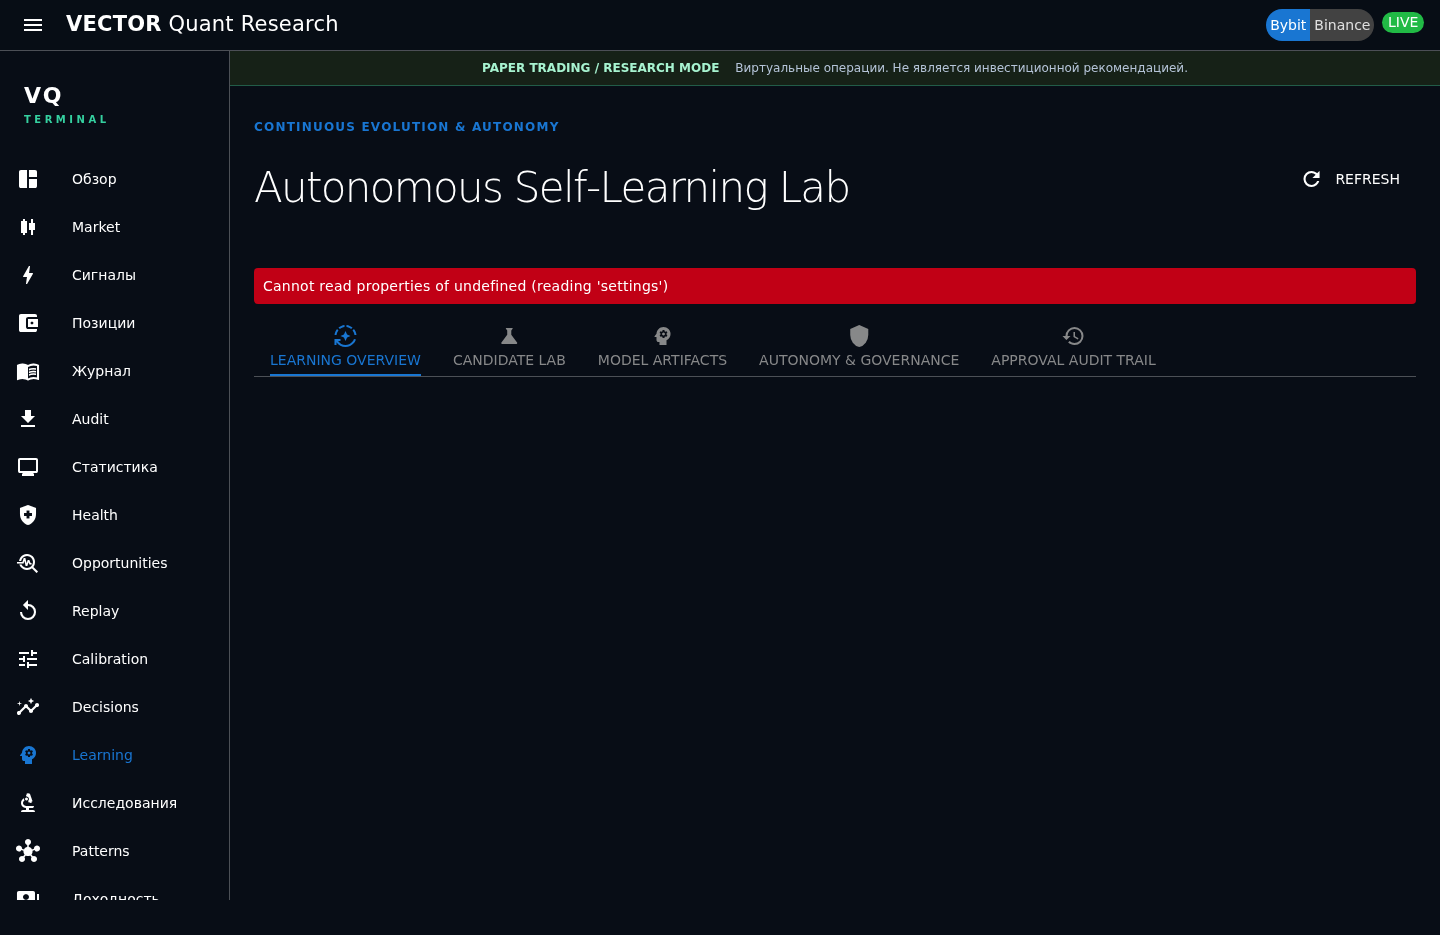 VECTOR Quant Research
Bybit Binance LIVE
PAPER TRADING / RESEARCH MODE Виртуальные операции. Не является инвестиционной рекомендацией.
VQ
TERMINAL
Обзор
Market
Сигналы
Позиции
Журнал
Audit
Статистика
Health
Opportunities
Replay
Calibration
Decisions
Learning
Исследования
Patterns
Доходность
CONTINUOUS EVOLUTION & AUTONOMY
Autonomous Self-Learning Lab
REFRESH
Cannot read properties of undefined (reading 'settings')
LEARNING OVERVIEW CANDIDATE LAB MODEL ARTIFACTS AUTONOMY & GOVERNANCE APPROVAL AUDIT TRAIL